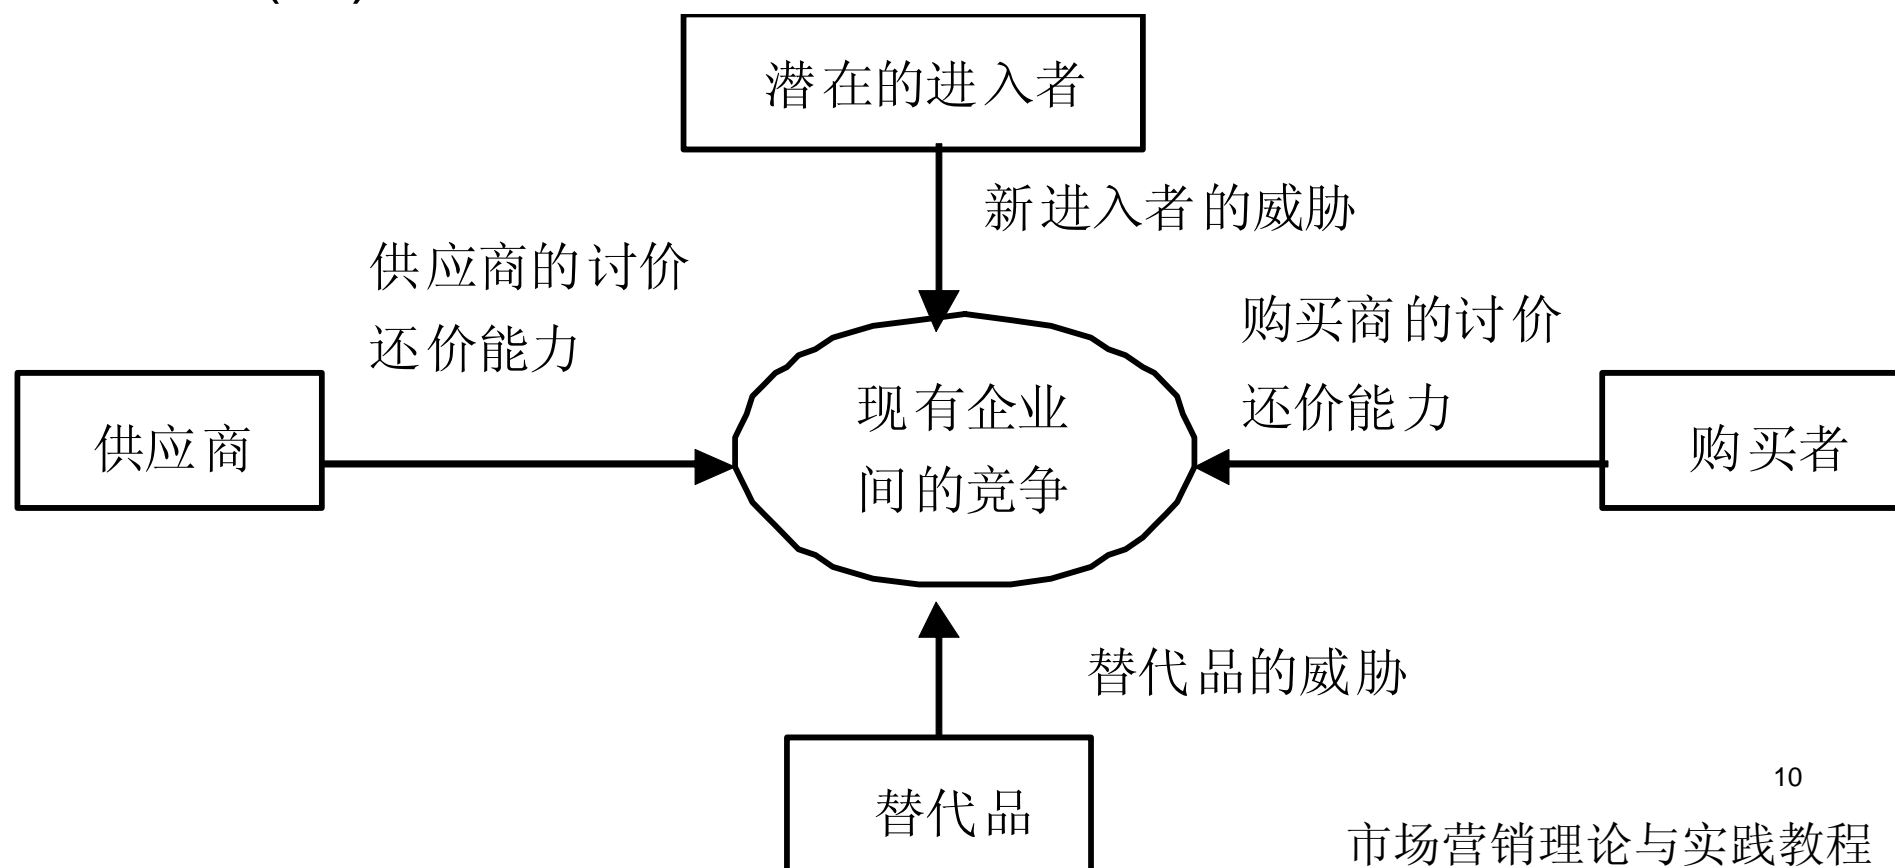 潜在的进入者
新进入者的威胁
供应商的讨价
还价能力
购买商的讨价
还价能力
供应商
现有企业
间的竞争
购买者
替代品的威胁
替代品
10
市场营销理论与实践教程